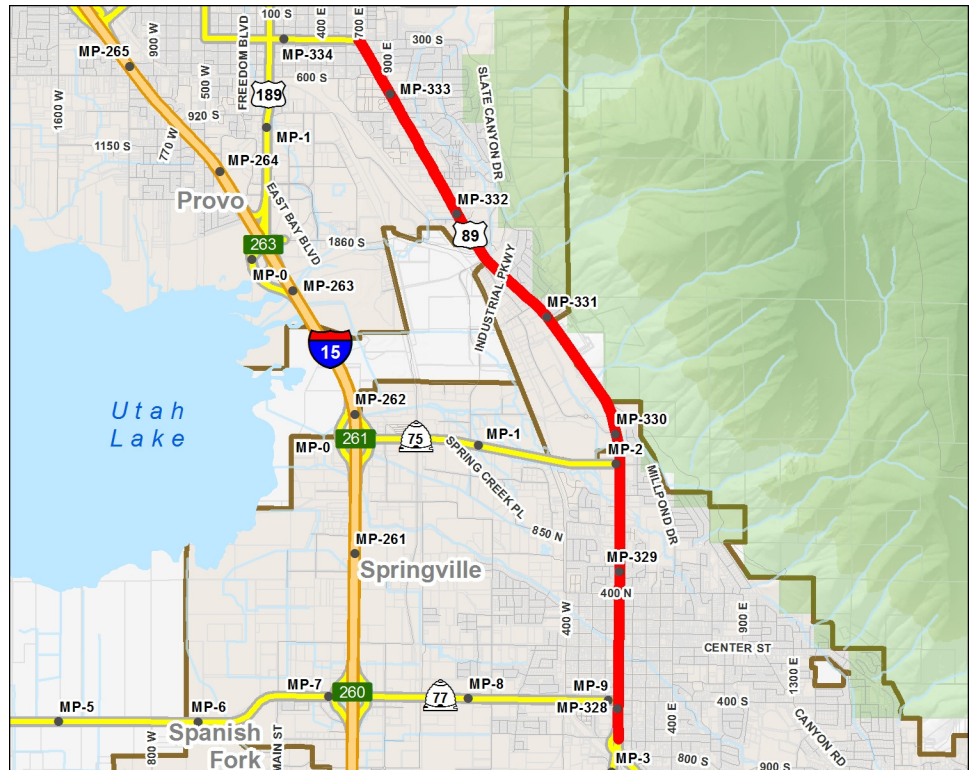 100 S
400 E
700 E
300 S
MP-334
MP-265
900 W
FREEDOM BLVD
900 E
600 S
500 W
189
SLATE CANYON DR
MP-333
1600 W
920 S
MP-1
1150 S
770 W
MP-264
Provo
EAST BAY BLVD
MP-332
89
263
1860 S
MP-0
MP-263
INDUSTRIAL PKWY
MP-331
15
Utah
Lake
MP-262
MP-330
261
MP-0
75
MP-1
MP-2
SPRING CREEK PL
MILLPOND DR
850 N
MP-261
Springville
MP-329
400 N
400 W
900 E
CENTER ST
1300 E
MP-7
260
77
MP-8
MP-9
MP-328
400 S
400 E
MP-5
MP-6
Spanish
Fork
800 W
MAIN ST
CANYON RD
MP-3
800 S
900 S